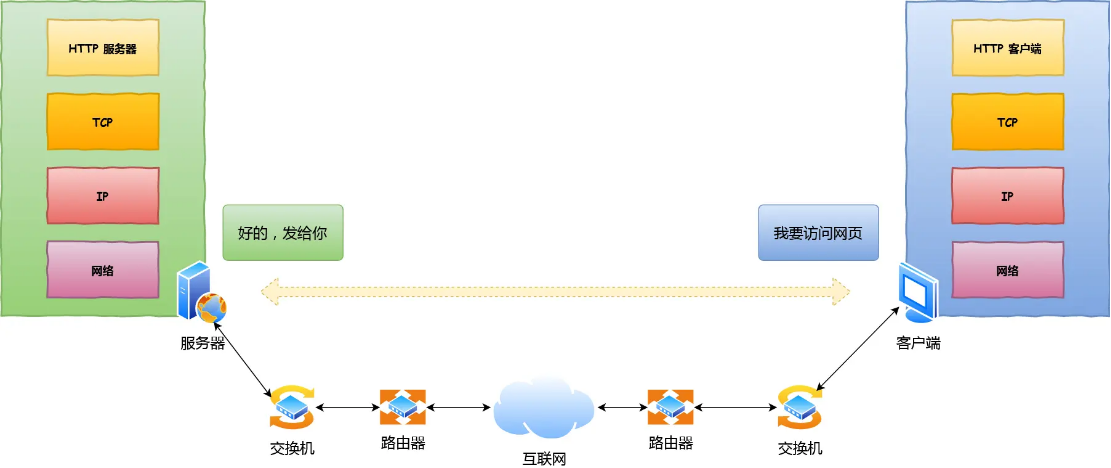 HTTP 服务器
TCP
IP
网络
好的，发给你
服务器
HTTP 客户端
TCP
IP
网络
我要访问网页
客户端
交换机
路由器
互联网
路由器
交换机